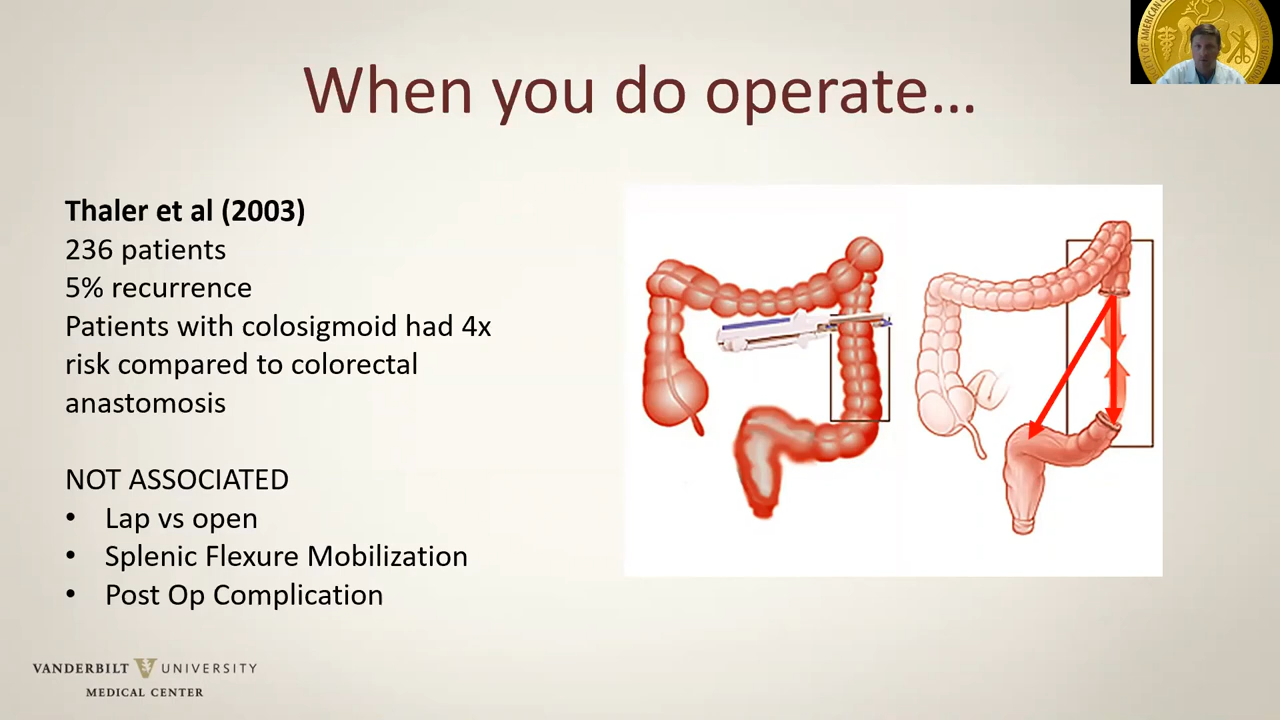 When you do operate...
Thaler et al (2003)
236 patients
5% recurrence
Patients with colosigmoid had 4x
risk compared to colorectal
anastomosis
NOT ASSOCIATED
• Lap vs open
• Splenic Flexure Mobilization
• Post Op Complication
VANDERBILT UNIVERSITY
MEDICAL CENTER